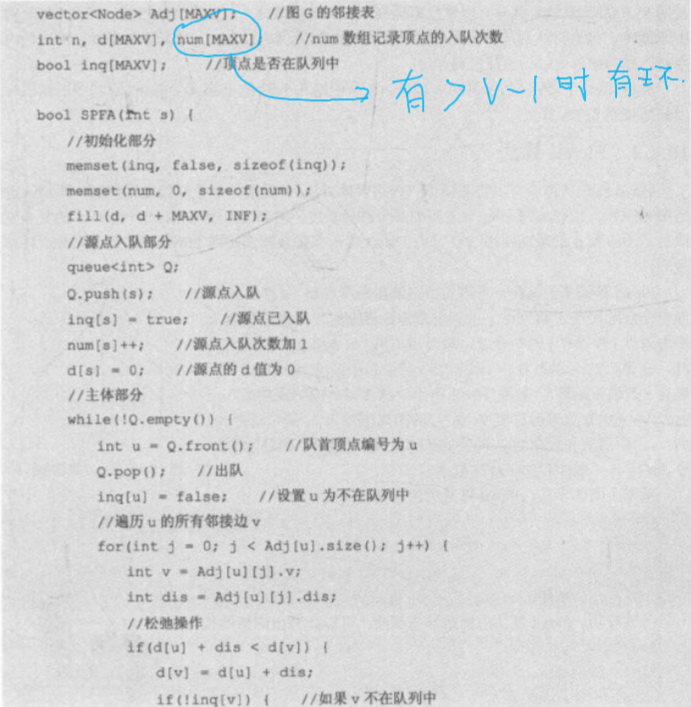 vector<Node> Adj[MAXV];    //图 G 的邻接表
int n, d[MAXV], num[MAXV];    //num 数组记录顶点的入队次数
bool inq[MAXV];    //顶点是否在队列中
有 > V-1 时 有环.
bool SPFA(int s) {
//初始化部分
memset(inq, false, sizeof(inq));
memset(num, 0, sizeof(num));
fill(d, d + MAXV, INF);
//源点入队部分
queue<int> Q;
Q.push(s);    //源点入队
inq[s] = true;    //源点已入队
num[s]++;    //源点入队次数加 1
d[s] = 0;    //源点的 d 值为 0
//主体部分
while(!Q.empty()) {
int u = Q.front();    //队首顶点编号为 u
Q.pop();    //出队
inq[u] = false;    //设置 u 为不在队列中
//遍历 u 的所有邻接边 v
for(int j = 0; j < Adj[u].size(); j++) {
int v = Adj[u][j].v;
int dis = Adj[u][j].dis;
//松弛操作
if(d[u] + dis < d[v]) {
d[v] = d[u] + dis;
if(!inq[v]) {    //如果 v 不在队列中